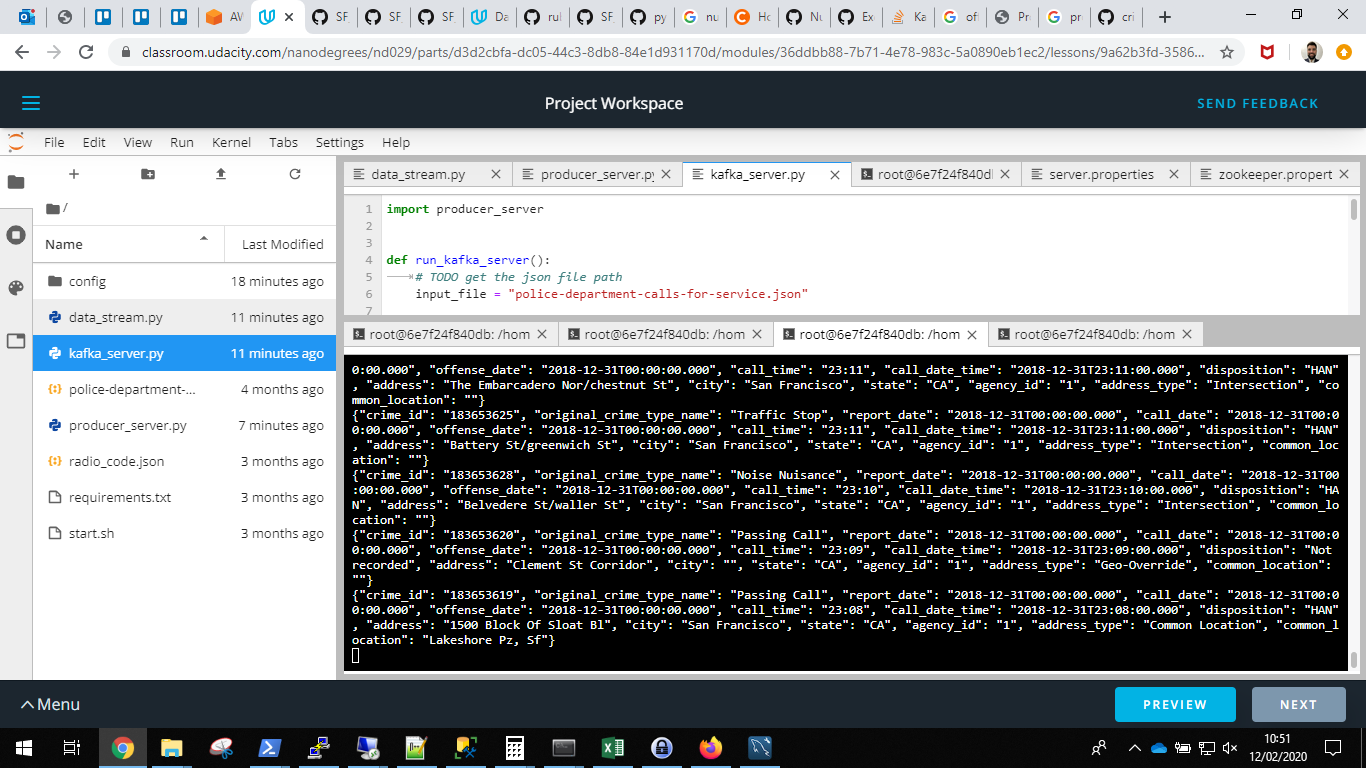 AV
SF
SF
SF
Da
rul
SF
py
nu
Ho
Nu
Ex
Ka
of
Pr
pr
cri
classroom.udacity.com/nanodegrees/nd029/parts/d3d2cbfa-dc05-44c3-8db8-84e1d931170d/modules/36ddbb88-7b71-4e78-983c-5a0890eb1ec2/lessons/9a62b3fd-3586...
Project Workspace
SEND FEEDBACK
File Edit View Run Kernel Tabs Settings Help
data_stream.py
producer_server.py
kafka_server.py
root@6e7f24f840db
server.properties
zookeeper.propert
/
Name
Last Modified
config 18 minutes ago
data_stream.py 11 minutes ago
kafka_server.py 11 minutes ago
police-department-... 4 months ago
producer_server.py 7 minutes ago
radio_code.json 3 months ago
requirements.txt 3 months ago
start.sh 3 months ago
1 import producer_server
2
3
4 def run_kafka_server():
5 # TODO get the json file path
6 input_file = "police-department-calls-for-service.json"
7
root@6e7f24f840db: /hom
root@6e7f24f840db: /hom
root@6e7f24f840db: /hom
root@6e7f24f840db: /hom
0:00.000", "offense_date": "2018-12-31T00:00:00.000", "call_time": "23:11", "call_date_time": "2018-12-31T23:11:00.000", "disposition": "HAN"
, "address": "The Embarcadero Nor/chestnut St", "city": "San Francisco", "state": "CA", "agency_id": "1", "address_type": "Intersection", "co
mmon_location": ""}
{"crime_id": "183653625", "original_crime_type_name": "Traffic Stop", "report_date": "2018-12-31T00:00:00.000", "call_date": "2018-12-31T00:0
0:00.000", "offense_date": "2018-12-31T00:00:00.000", "call_time": "23:11", "call_date_time": "2018-12-31T23:11:00.000", "disposition": "HAN"
, "address": "Battery St/greenwich St", "city": "San Francisco", "state": "CA", "agency_id": "1", "address_type": "Intersection", "common_loc
ation": ""}
{"crime_id": "183653628", "original_crime_type_name": "Noise Nuisance", "report_date": "2018-12-31T00:00:00.000", "call_date": "2018-12-31T00
:00:00.000", "offense_date": "2018-12-31T00:00:00.000", "call_time": "23:10", "call_date_time": "2018-12-31T23:10:00.000", "disposition": "HA
N", "address": "Belvedere St/waller St", "city": "San Francisco", "state": "CA", "agency_id": "1", "address_type": "Intersection", "common_lo
cation": ""}
{"crime_id": "183653620", "original_crime_type_name": "Passing Call", "report_date": "2018-12-31T00:00:00.000", "call_date": "2018-12-31T00:0
0:00.000", "offense_date": "2018-12-31T00:00:00.000", "call_time": "23:09", "call_date_time": "2018-12-31T23:09:00.000", "disposition": "Not
recorded", "address": "Clement St Corridor", "city": "", "state": "CA", "agency_id": "1", "address_type": "Geo-Override", "common_location":
""}
{"crime_id": "183653619", "original_crime_type_name": "Passing Call", "report_date": "2018-12-31T00:00:00.000", "call_date": "2018-12-31T00:0
0:00.000", "offense_date": "2018-12-31T00:00:00.000", "call_time": "23:08", "call_date_time": "2018-12-31T23:08:00.000", "disposition": "HAN"
, "address": "1500 Block Of Sloat Bl", "city": "San Francisco", "state": "CA", "agency_id": "1", "address_type": "Common Location", "common_l
ocation": "Lakeshore Pz, Sf"}
Menu
PREVIEW
NEXT
10:51
12/02/2020